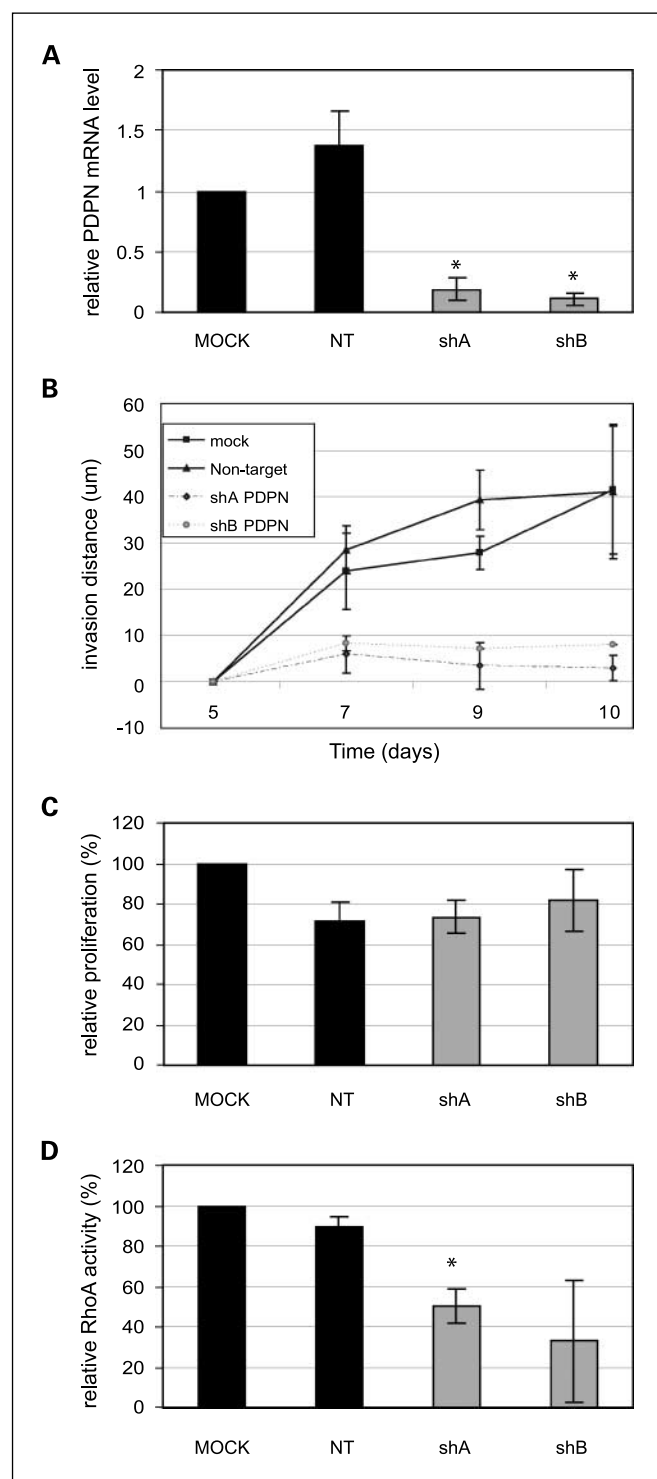 A
relative PDPN mRNA level
2
1.5
1
0.5
0
*
*
MOCK NT shA shB
B
invasion distance (um)
60
50
40
30
20
10
0
-10
mock
Non-target
shA PDPN
shB PDPN
5 7 9 10
Time (days)
C
relative proliferation (%)
120
100
80
60
40
20
0
MOCK NT shA shB
D
relative RhoA activity (%)
120
100
80
60
40
20
0
*
MOCK NT shA shB